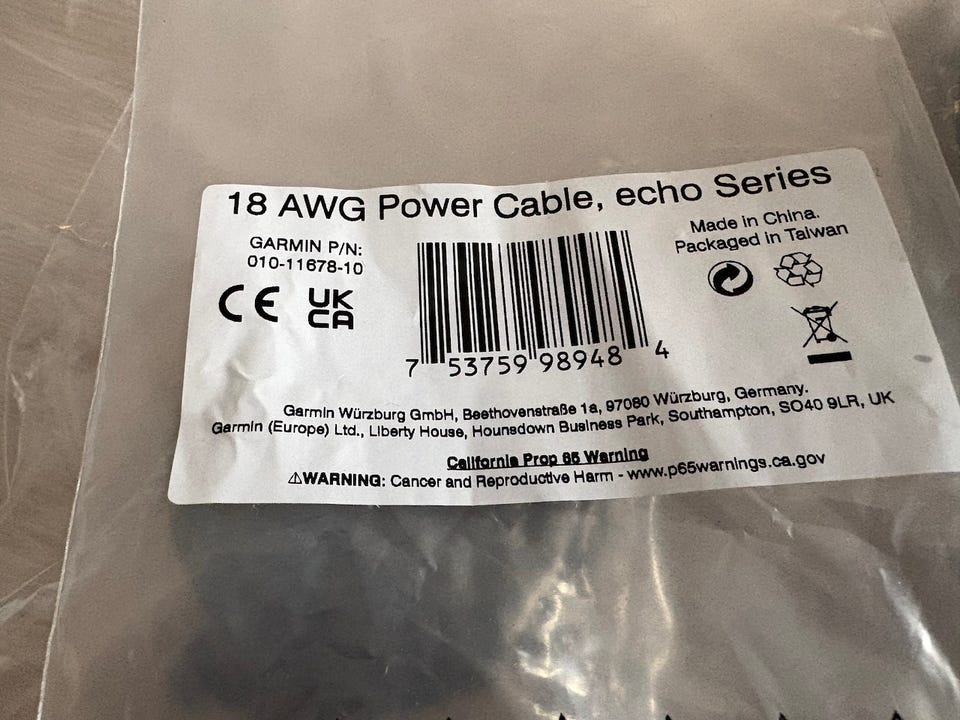 18 AWG Power Cable, echo Series
GARMIN P/N:
010-11678-10
CE
UK
CA
7 53759 98948 4
Made in China.
Packaged in Taiwan
Garmin Würzburg GmbH, Beethovenstraße 1a, 97080 Würzburg, Germany.
Garmin (Europe) Ltd., Liberty House, Hounsdown Business Park, Southampton, SO40 9LR, UK
California Prop 65 Warning
⚠WARNING: Cancer and Reproductive Harm - www.p65warnings.ca.gov